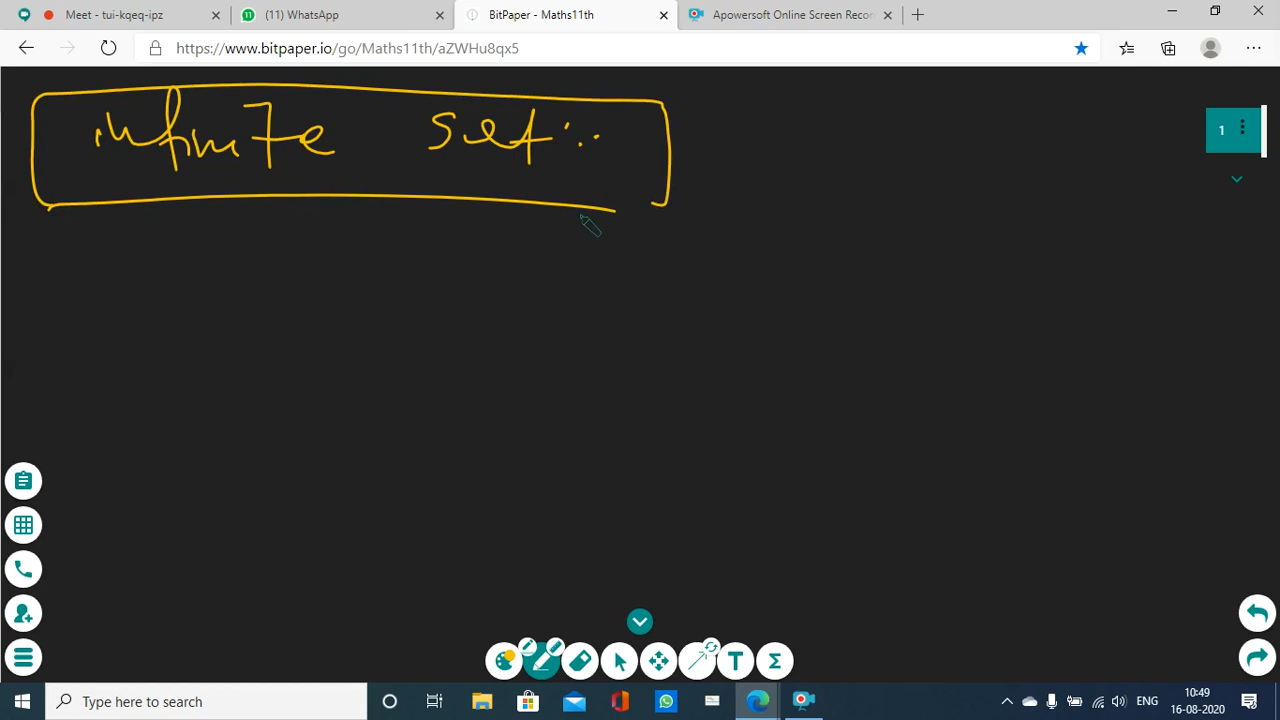 Meet - tui-kqeq-ipz
(11) WhatsApp
BitPaper - Maths11th
Apowersoft Online Screen Recor
https://www.bitpaper.io/go/Maths11th/aZWHu8qx5
infinite set:-
1
T
Σ
Type here to search
ENG
10:49
16-08-2020